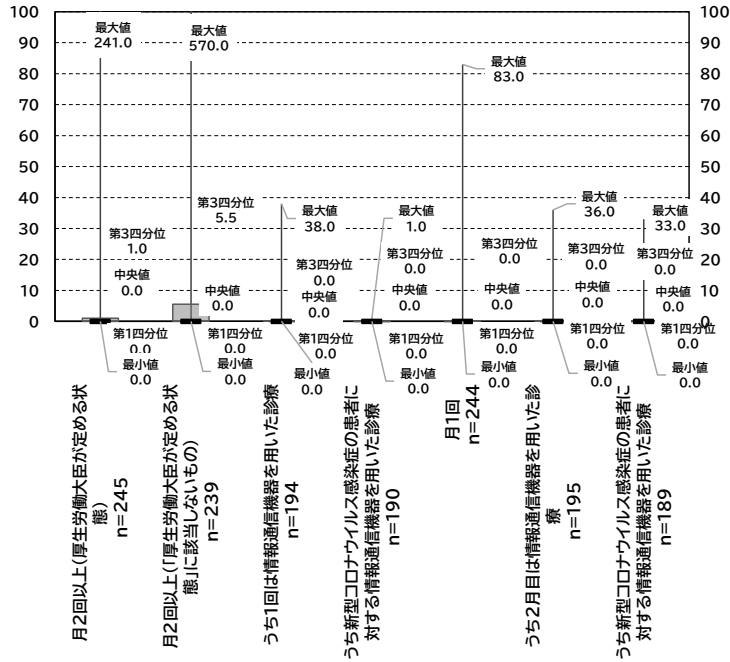 100
90
80
70
60
50
40
30
20
10
0
100
90
80
70
60
50
40
30
20
10
0
最大値
241.0
第3四分位
1.0
中央値
0.0
第1四分位
0.0
最小値
0.0
最大値
570.0
第3四分位
5.5
中央値
0.0
第1四分位
0.0
最小値
0.0
最大値
38.0
第3四分位
0.0
中央値
0.0
第1四分位
0.0
最小値
0.0
最大値
1.0
第3四分位
0.0
中央値
0.0
第1四分位
0.0
最小値
0.0
最大値
83.0
第3四分位
0.0
中央値
0.0
第1四分位
0.0
最小値
0.0
最大値
36.0
第3四分位
0.0
中央値
0.0
第1四分位
0.0
最小値
0.0
最大値
33.0
第3四分位
0.0
中央値
0.0
第1四分位
0.0
最小値
0.0
月2回以上(厚生労働大臣が定める状
態)
n=245
月2回以上(「厚生労働大臣が定める状
態」に該当しないもの)
n=239
うち1回は情報通信機器を用いた診療
n=194
うち新型コロナウイルス感染症の患者に
対する情報通信機器を用いた診療
n=190
月1回
n=244
うち2月目は情報通信機器を用いた診
療
n=195
うち新型コロナウイルス感染症の患者に
対する情報通信機器を用いた診療
n=189